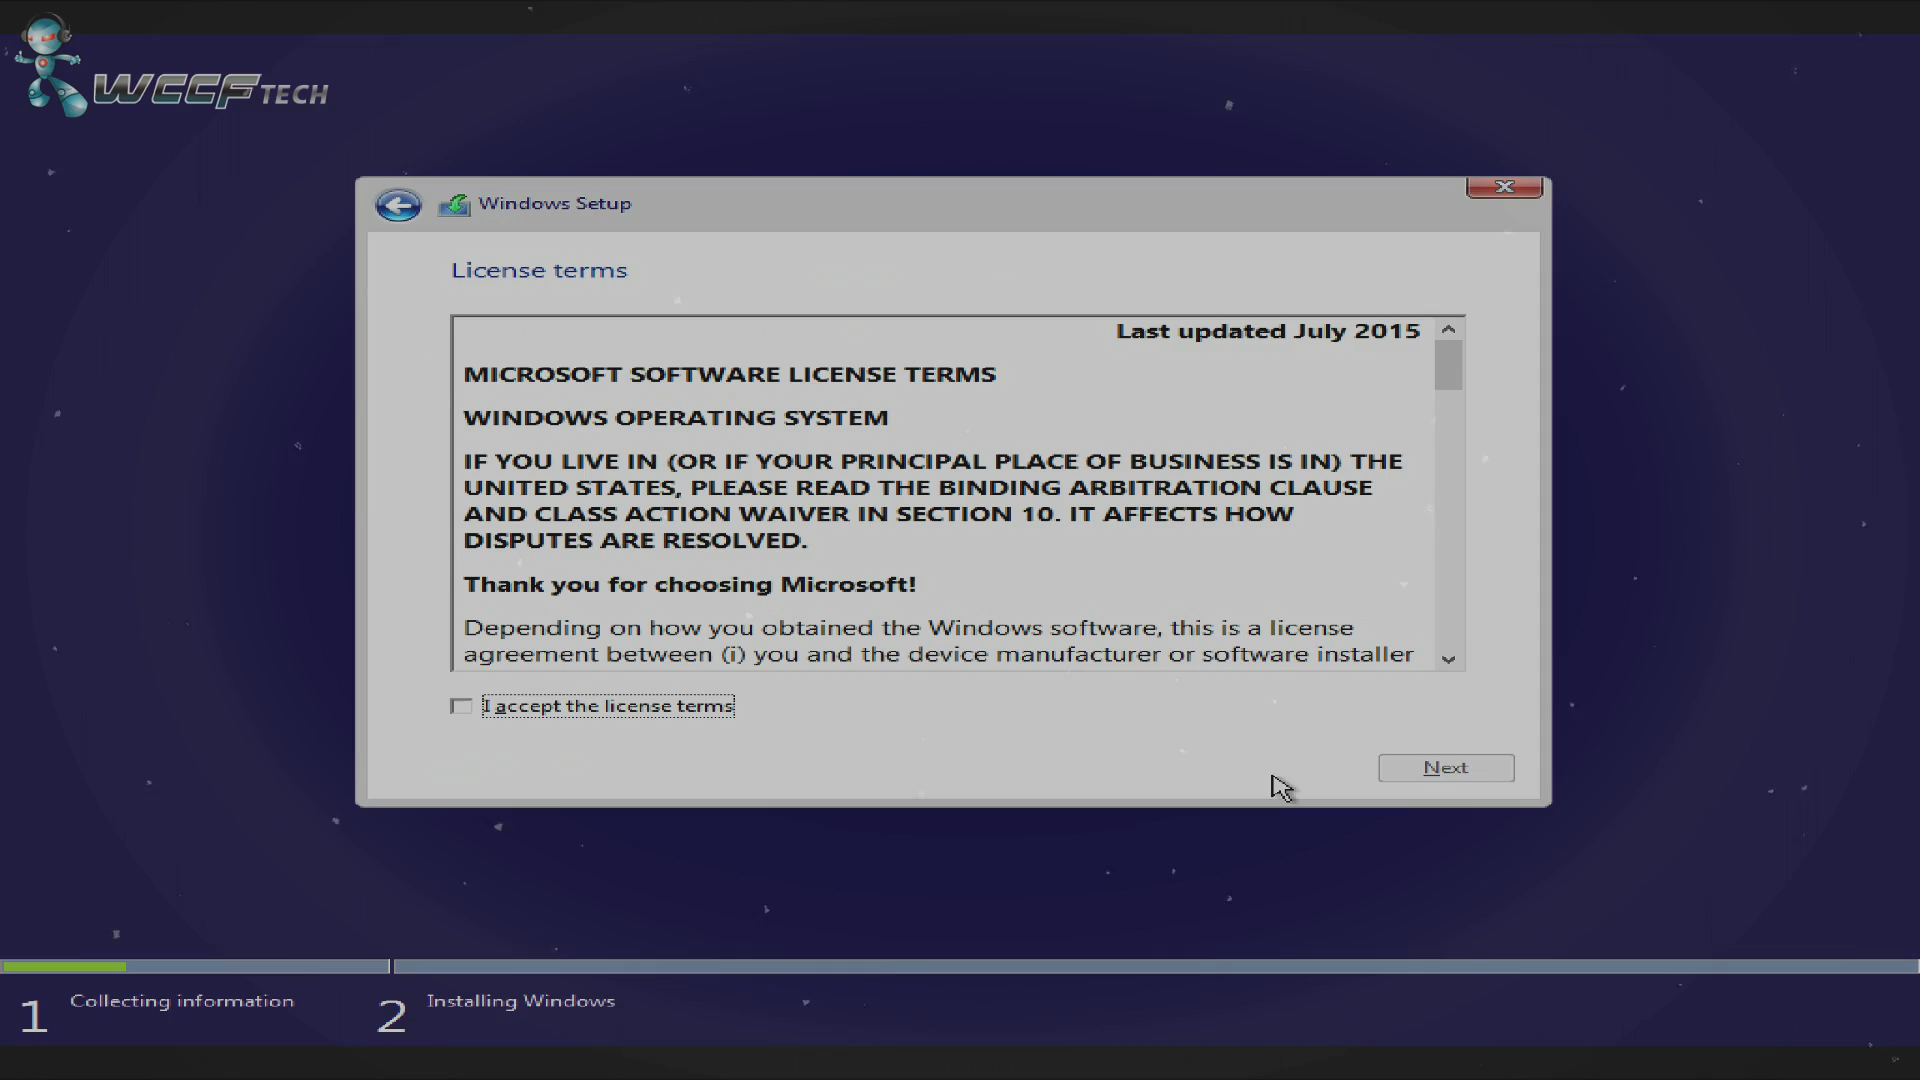 WCCFTECH
Windows Setup
License terms
Last updated July 2015
MICROSOFT SOFTWARE LICENSE TERMS
WINDOWS OPERATING SYSTEM
IF YOU LIVE IN (OR IF YOUR PRINCIPAL PLACE OF BUSINESS IS IN) THE
UNITED STATES, PLEASE READ THE BINDING ARBITRATION CLAUSE
AND CLASS ACTION WAIVER IN SECTION 10. IT AFFECTS HOW
DISPUTES ARE RESOLVED.
Thank you for choosing Microsoft!
Depending on how you obtained the Windows software, this is a license
agreement between (i) you and the device manufacturer or software installer
I accept the license terms
Next
1 Collecting information
2 Installing Windows